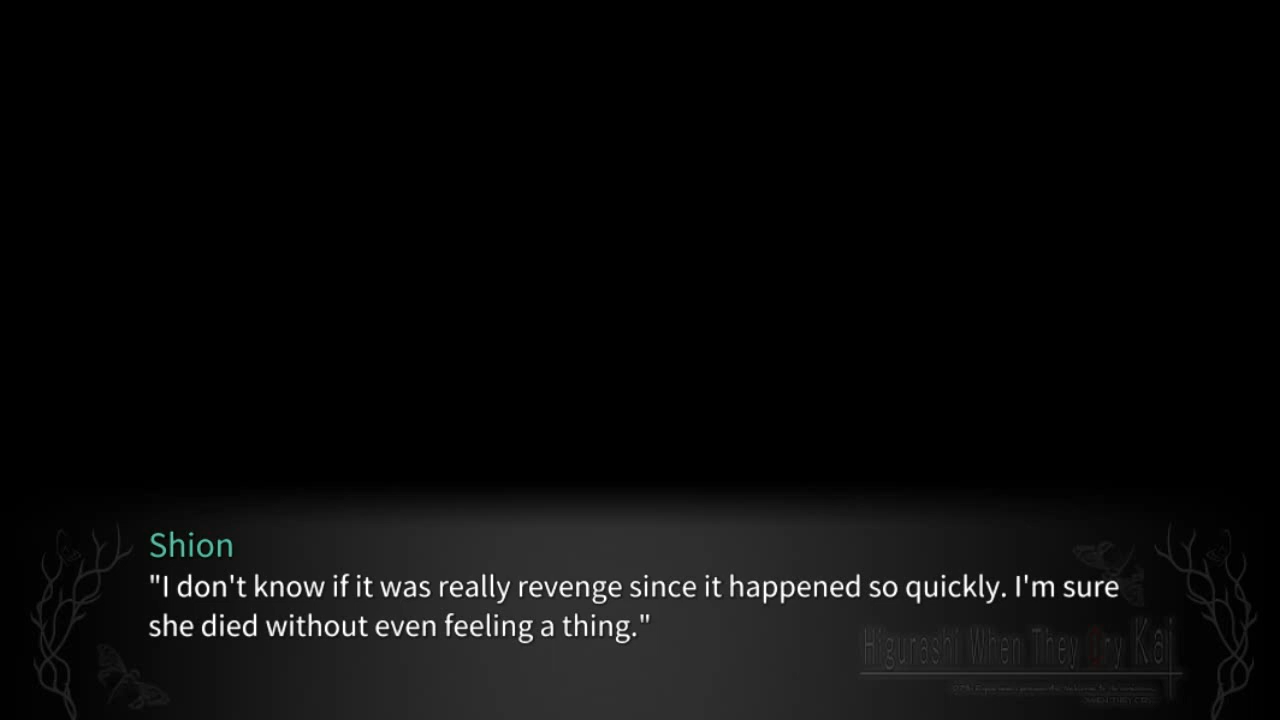 Shion
"I don't know if it was really revenge since it happened so quickly. I'm sure
she died without even feeling a thing."
Higurashi When They Cry Kai